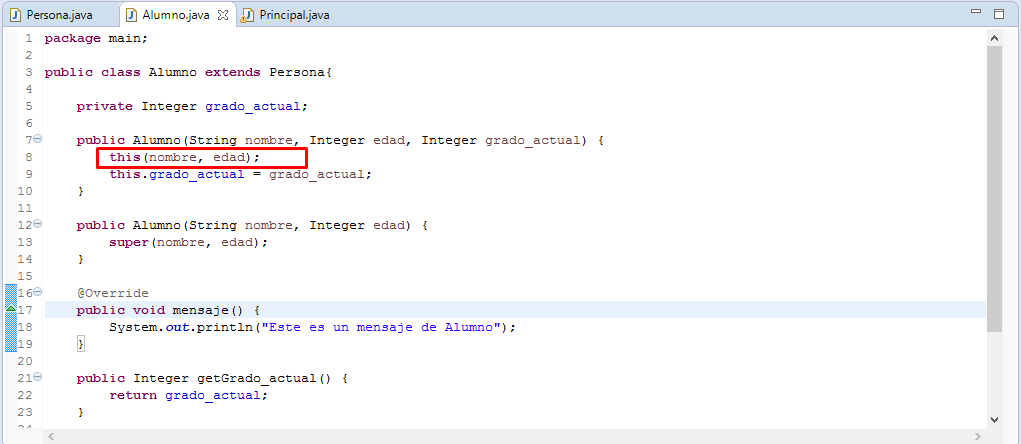 Persona.java Alumno.java Principal.java
1 package main;
2
3 public class Alumno extends Persona{
4
5 private Integer grado_actual;
6
7 public Alumno(String nombre, Integer edad, Integer grado_actual) {
8 this(nombre, edad);
9 this.grado_actual = grado_actual;
10 }
11
12 public Alumno(String nombre, Integer edad) {
13 super(nombre, edad);
14 }
15
16 @Override
17 public void mensaje() {
18 System.out.println("Este es un mensaje de Alumno");
19 }
20
21 public Integer getGrado_actual() {
22 return grado_actual;
23 }